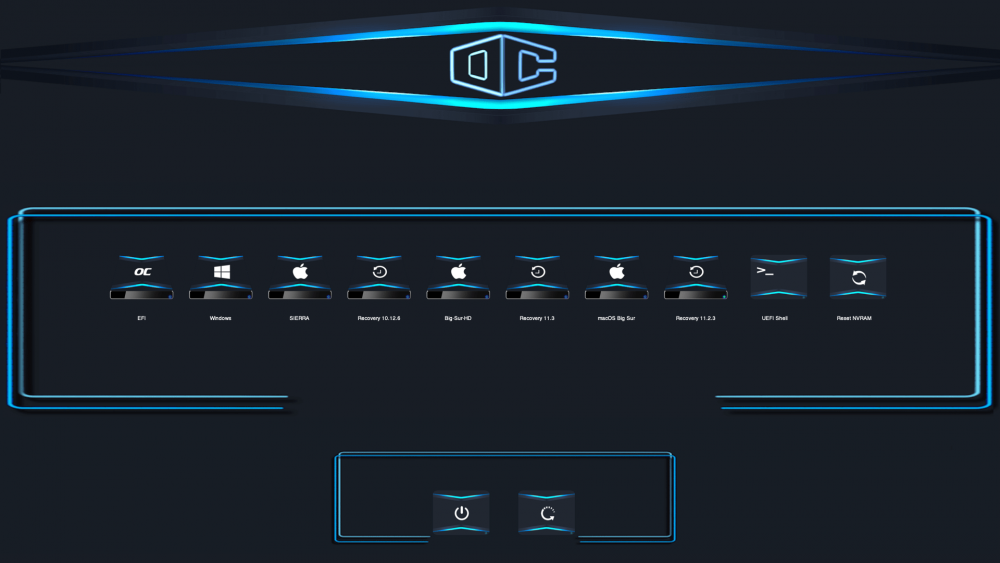 OC
OC
>_
EFI
Windows
SIERRA
Recovery 10.12.6
Big-Sur-HD
Recovery 11.3
macOS Big Sur
Recovery 11.2.3
UEFI Shell
Reset NVRAM